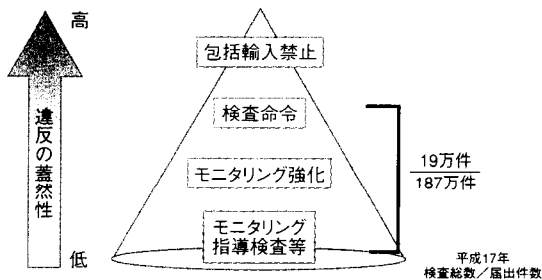 高
違反の蓋然性
低
包括輸入禁止
検査命令
モニタリング強化
モニタリング
指導検査等
19万件
187万件
平成17年
検査総数/届出件数